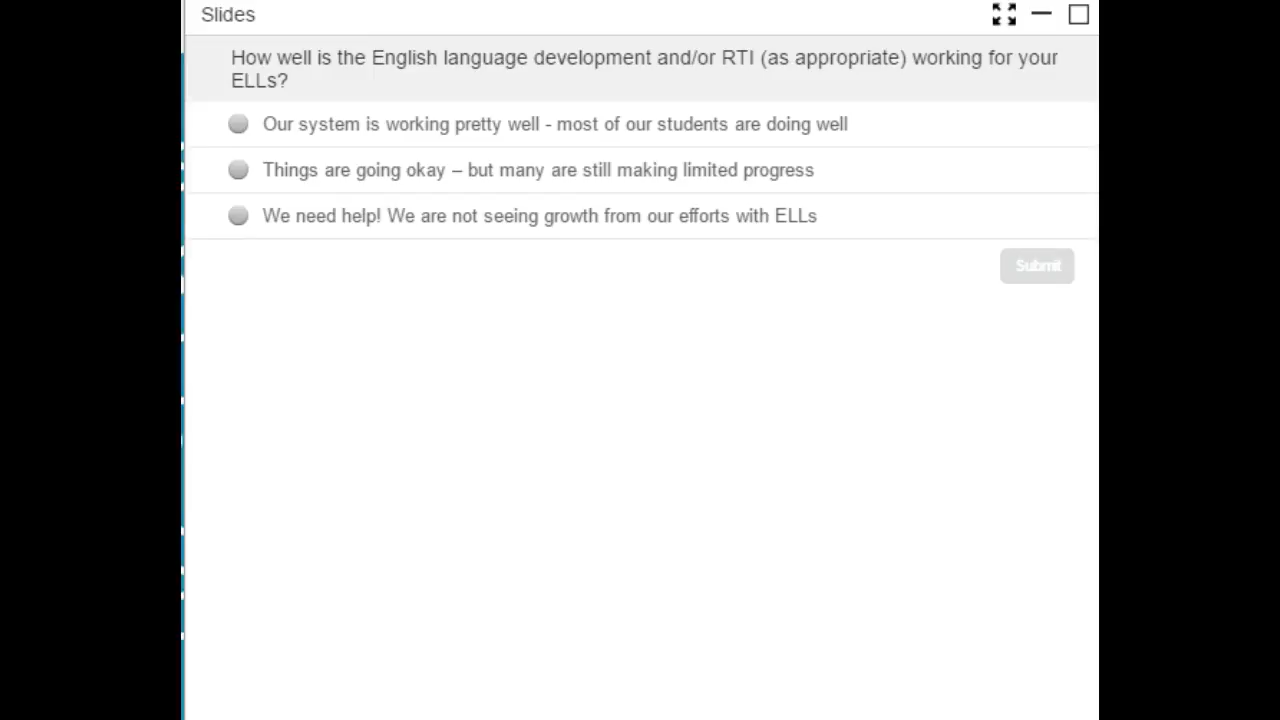 Slides
How well is the English language development and/or RTI (as appropriate) working for your
ELLs?
Our system is working pretty well - most of our students are doing well
Things are going okay – but many are still making limited progress
We need help! We are not seeing growth from our efforts with ELLs
Submit